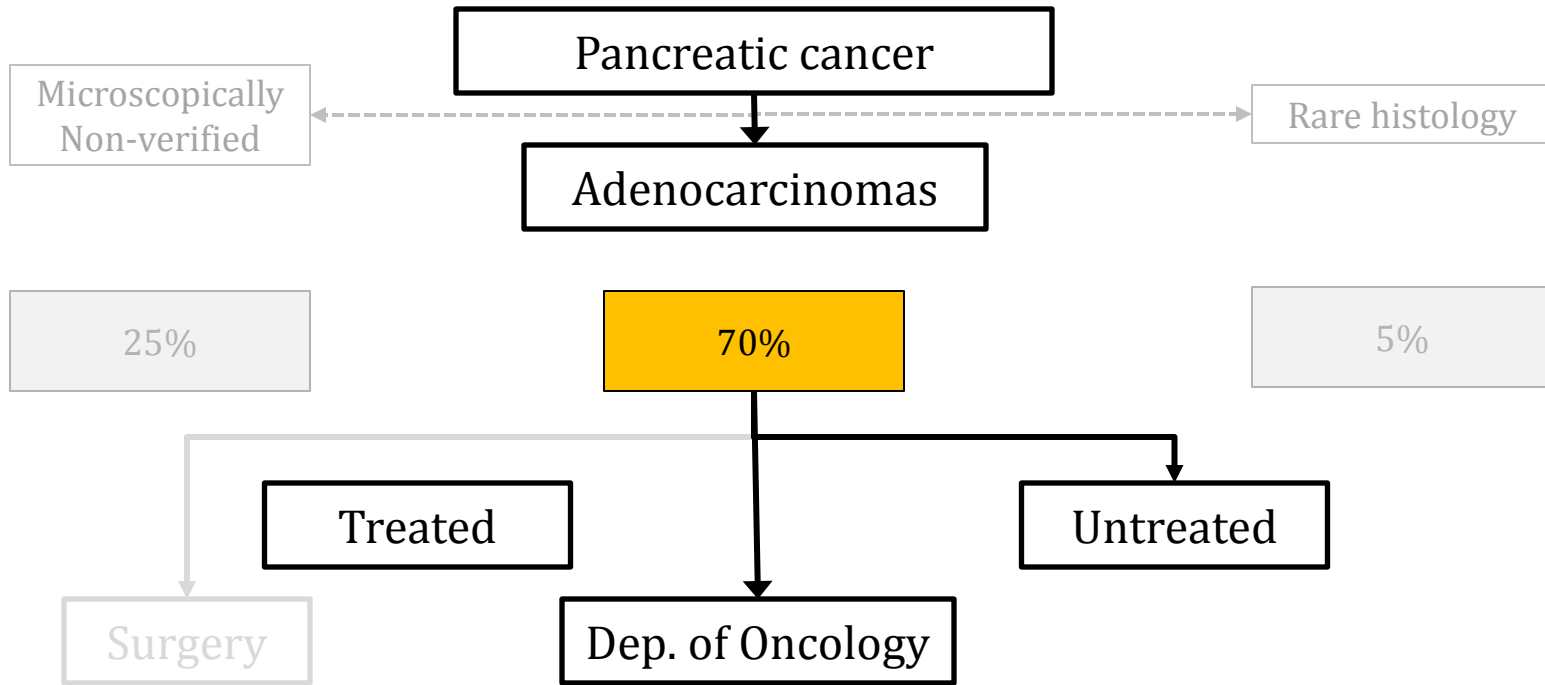 Pancreatic cancer
Microscopically
Non-verified
Rare histology
Adenocarcinomas
25%
70%
5%
Treated
Untreated
Surgery
Dep. of Oncology